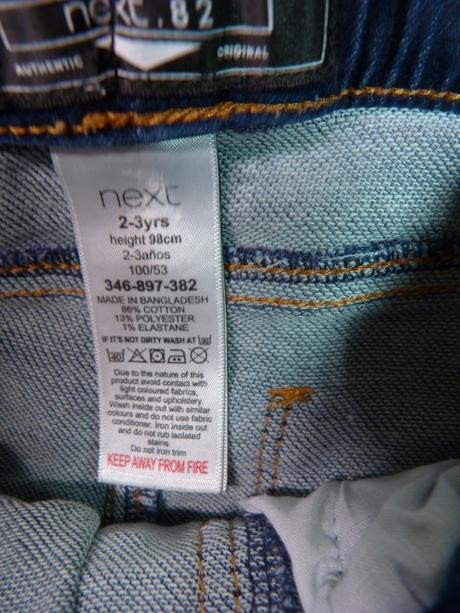 next.82
AUTHENTIC ORIGINAL
next
2-3yrs
height 98cm
2-3años
100/53
346-897-382
MADE IN BANGLADESH
86% COTTON
13% POLYESTER
1% ELASTANE
IF IT'S NOT DIRTY WASH AT 30
40
Due to the nature of this
product avoid contact with
light coloured fabrics,
surfaces and upholstery.
Wash inside out with similar
colours and do not use fabric
conditioner. Iron inside out
and do not rub isolated
stains
Do not iron trim
KEEP AWAY FROM FIRE